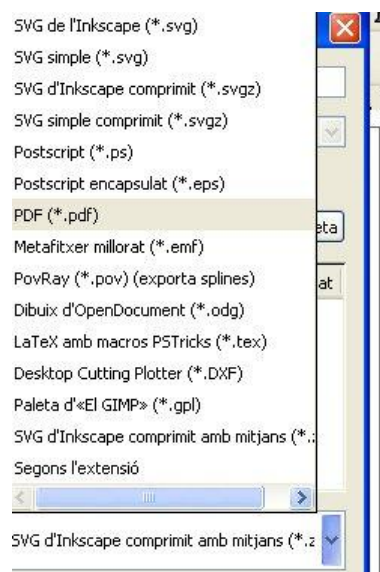 SVG de l'Inkscape (*.svg)
SVG simple (*.svg)
SVG d'Inkscape comprimit (*.svgz)
SVG simple comprimit (*.svgz)
Postscript (*.ps)
Postscript encapsulat (*.eps)
PDF (*.pdf)
eta
Metafitxer millorat (*.emf)
PovRay (*.pov) (exporta splines)
at
Dibuix d'OpenDocument (*.odg)
LaTeX amb macros PSTricks (*.tex)
Desktop Cutting Plotter (*.DXF)
Paleta d'«El GIMP» (*.gpl)
SVG d'Inkscape comprimit amb mitjans (*.z
Segons l'extensió
SVG d'Inkscape comprimit amb mitjans (*.z